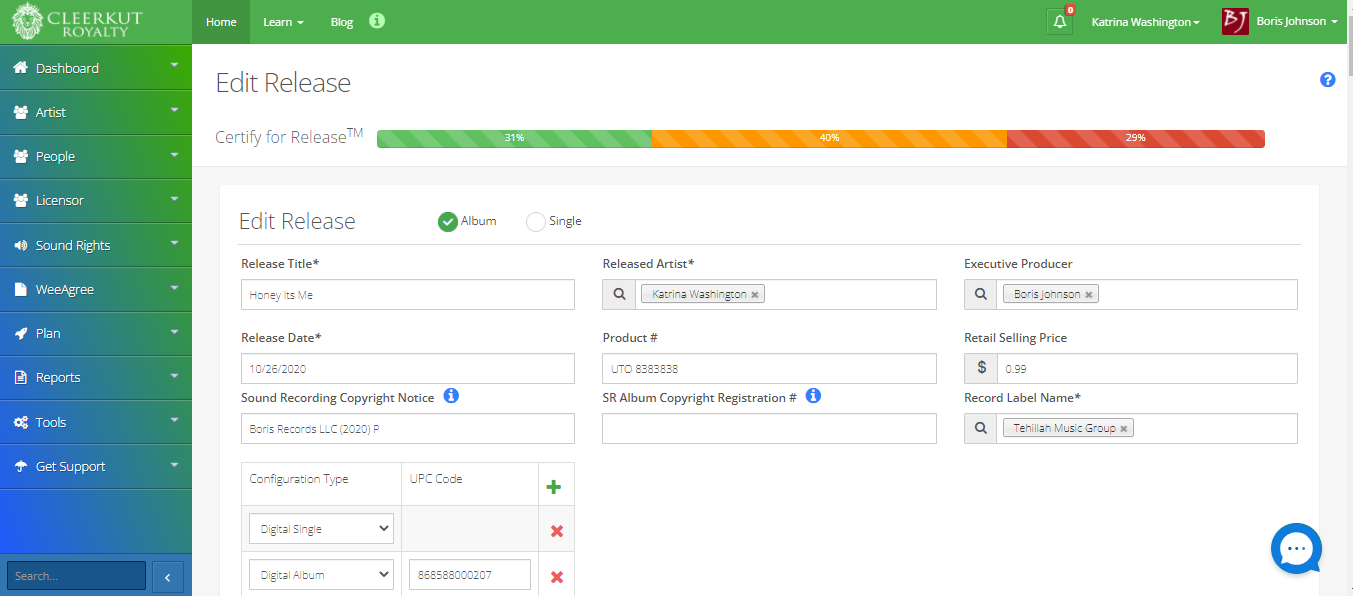 CLEERKUT
ROYALTY
Home Learn Blog
0
Katrina Washington
BJ
Boris Johnson
Dashboard
Artist
People
Licensor
Sound Rights
WeeAgree
Plan
Reports
Tools
Get Support
Search...
Edit Release
Certify for Release™
31% 40% 29%
Edit Release Album Single
Release Title* Released Artist* Executive Producer
Honey Its Me Katrina Washington × Boris Johnson ×
Release Date* Product # Retail Selling Price
10/26/2020 UTO 8383838 $ 0.99
Sound Recording Copyright Notice SR Album Copyright Registration # Record Label Name*
Boris Records LLC (2020) P Tehillah Music Group ×
Configuration Type UPC Code
Digital Single
Digital Album 868588000207